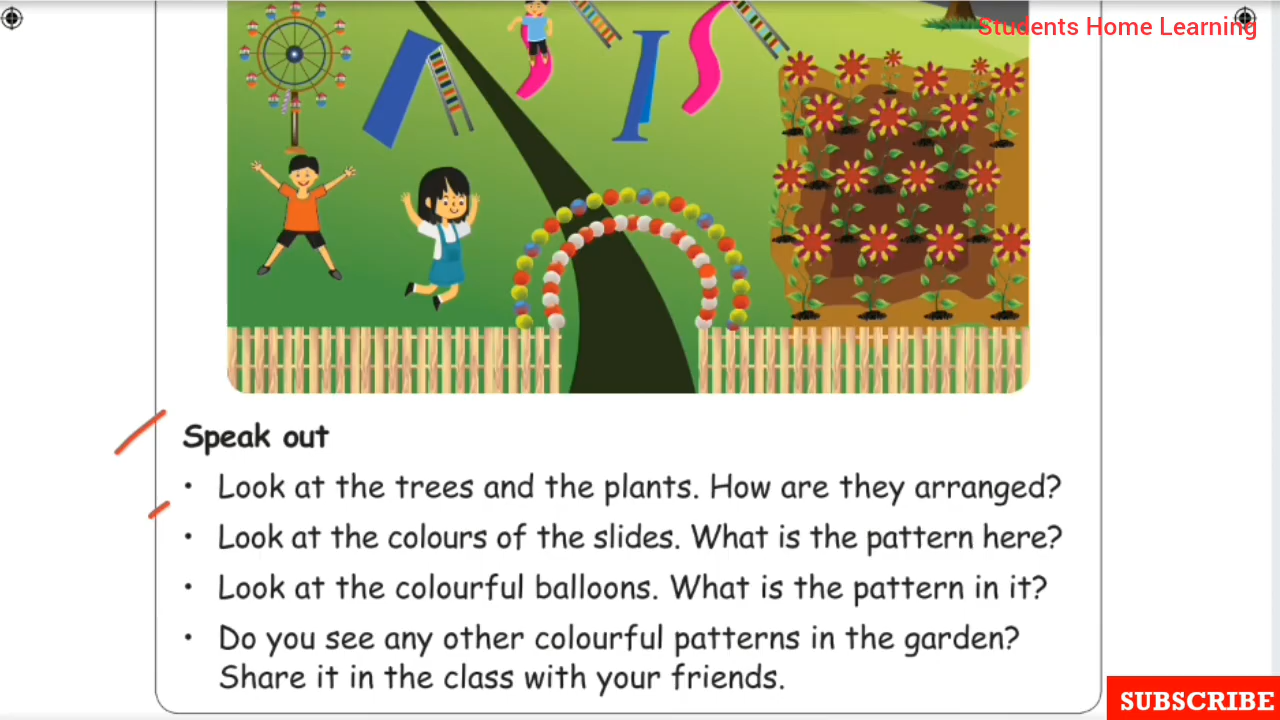 Students Home Learning
Speak out
• Look at the trees and the plants. How are they arranged?
• Look at the colours of the slides. What is the pattern here?
• Look at the colourful balloons. What is the pattern in it?
• Do you see any other colourful patterns in the garden?
Share it in the class with your friends.
SUBSCRIBE